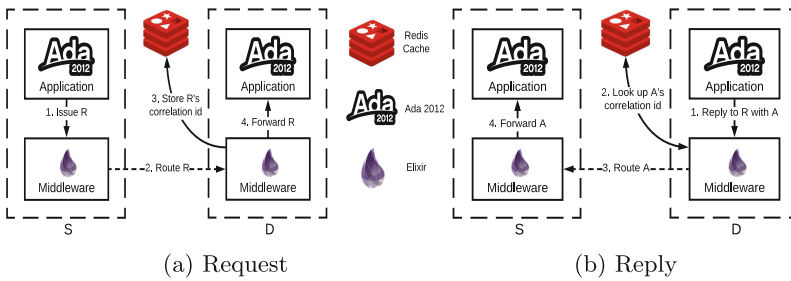 Ada
2012
Application
1. Issue R
Middleware
S
2. Route R
3. Store R's
correlation id
Ada
2012
Application
4. Forward R
Middleware
D
(a) Request
Redis
Cache
Ada
2012
Ada 2012
Elixir
Ada
2012
Application
4. Forward A
Middleware
S
3. Route A
2. Look up A's
correlation id
Ada
2012
Application
1. Reply to R with A
Middleware
D
(b) Reply